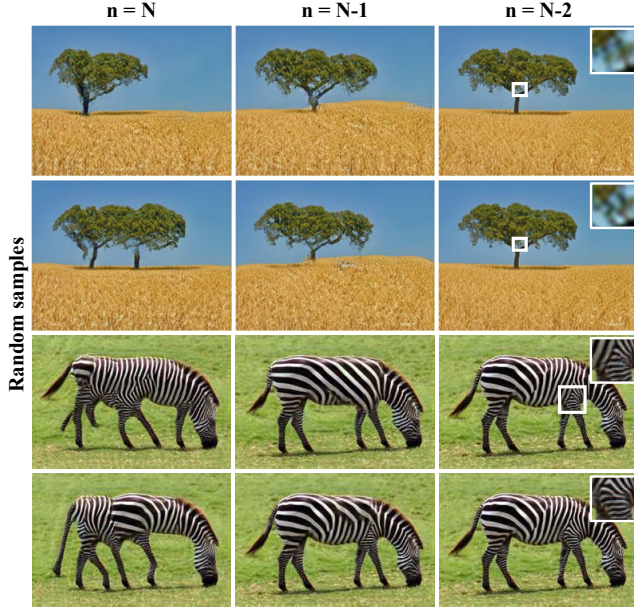 n = N
n = N-1
n = N-2
Random samples